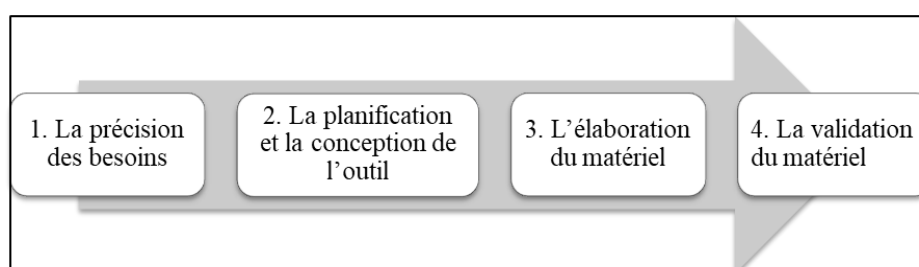 1. La précision
des besoins
2. La planification
et la conception de
l’outil
3. L’élaboration
du matériel
4. La validation
du matériel